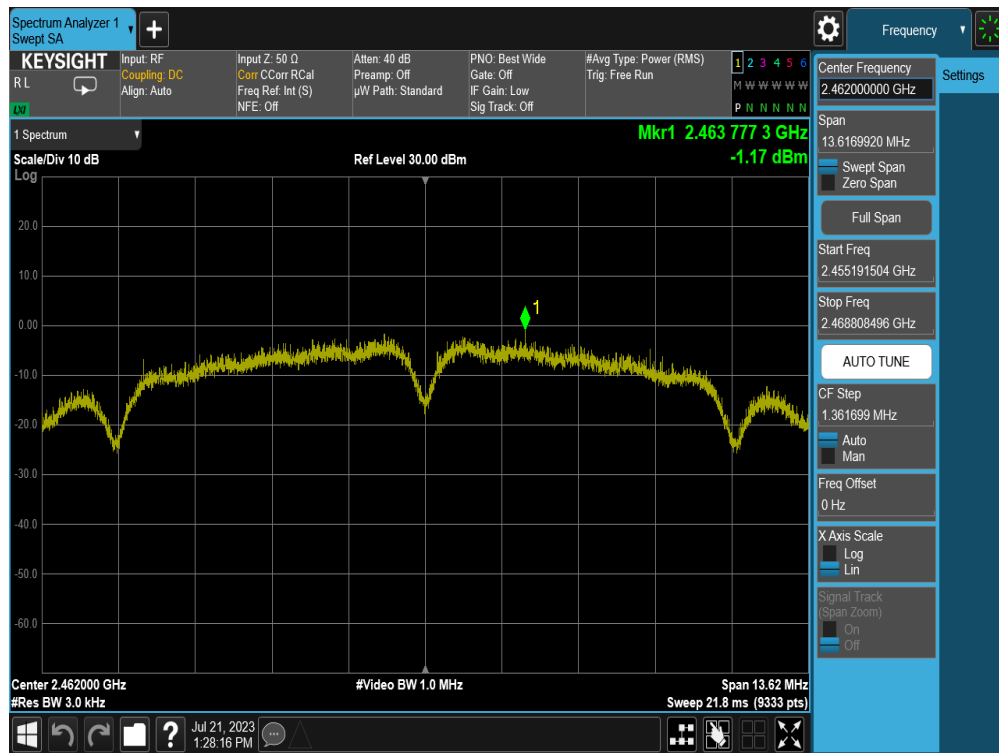 Spectrum Analyzer 1
Swept SA
Frequency
KEYSIGHT
R L
LXI
Input: RF
Coupling: DC
Align: Auto
Input Z: 50 Ω
Corr CCorr RCal
Freq Ref: Int (S)
NFE: Off
Atten: 40 dB
Preamp: Off
µW Path: Standard
PNO: Best Wide
Gate: Off
IF Gain: Low
Sig Track: Off
#Avg Type: Power (RMS)
Trig: Free Run
1 2 3 4 5 6
M W W W W W
P N N N N N
1 Spectrum
Mkr1 2.463 777 3 GHz
Scale/Div 10 dB
Ref Level 30.00 dBm
-1.17 dBm
Log
20.0
10.0
0.00
-10.0
-20.0
-30.0
-40.0
-50.0
-60.0
1
Center 2.462000 GHz
#Video BW 1.0 MHz
Span 13.62 MHz
#Res BW 3.0 kHz
Sweep 21.8 ms (9333 pts)
Center Frequency
2.462000000 GHz
Settings
Span
13.6169920 MHz
Swept Span
Zero Span
Full Span
Start Freq
2.455191504 GHz
Stop Freq
2.468808496 GHz
AUTO TUNE
CF Step
1.361699 MHz
Auto
Man
Freq Offset
0 Hz
X Axis Scale
Log
Lin
Signal Track
(Span Zoom)
On
Off
?
Jul 21, 2023
1:28:16 PM